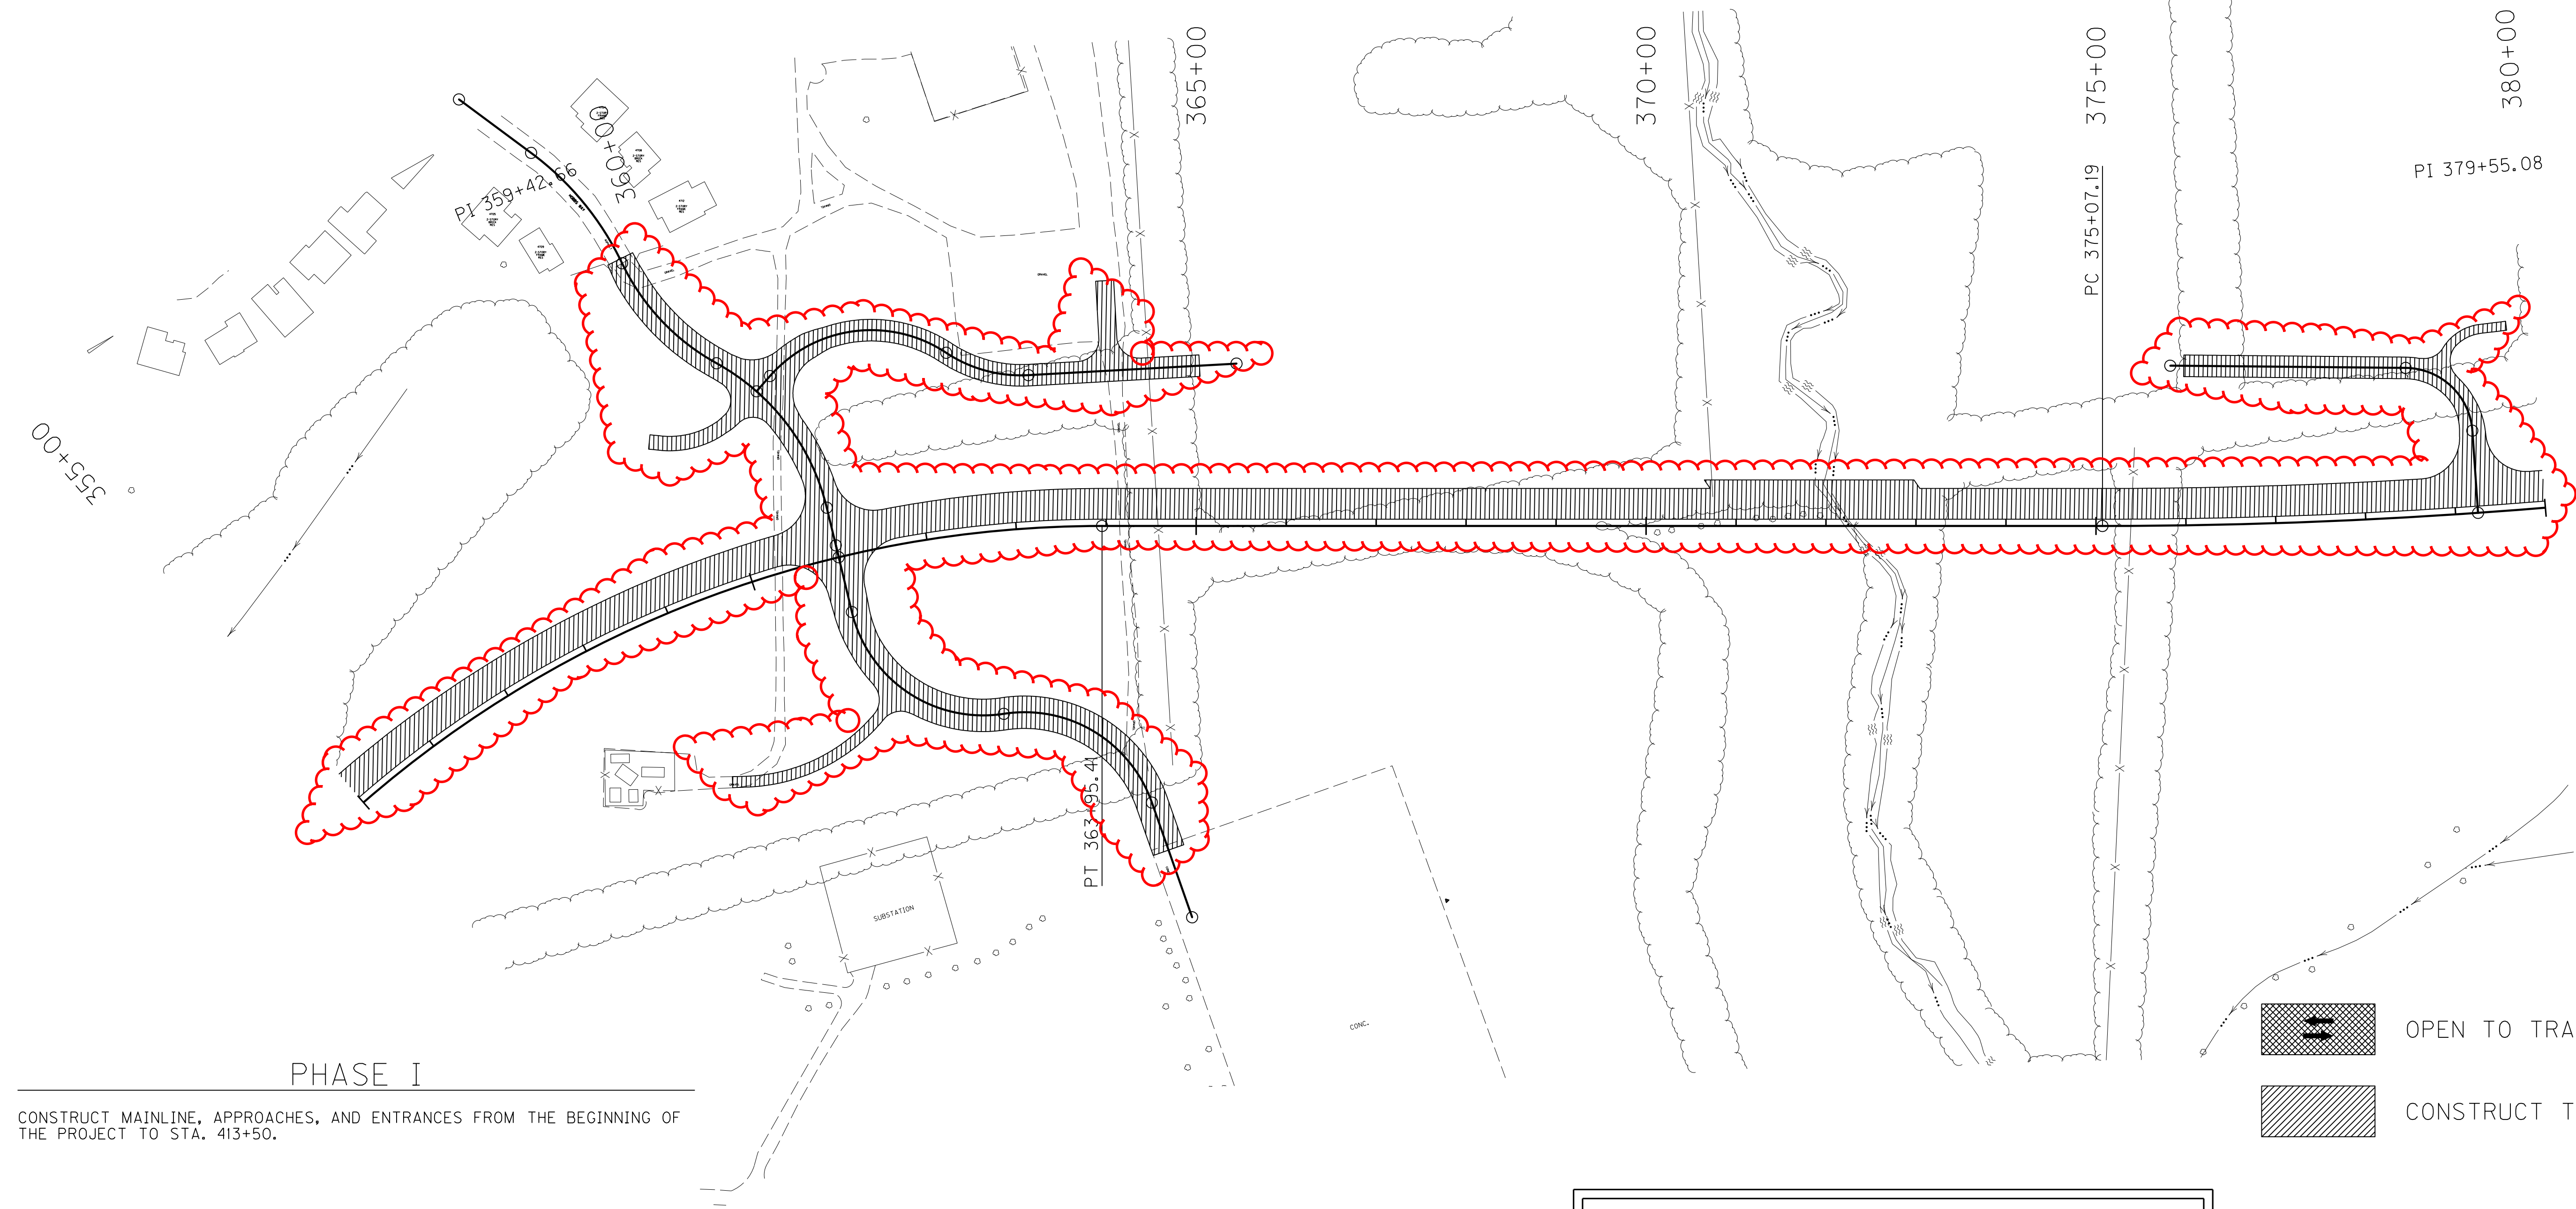 365+00
370+00
375+00
380+00
360+00
PI 359+42.66
PC 375+07.19
PI 379+55.08
355+00
PT 363+95.41
SUBSTATION
CONC.
PHASE I
CONSTRUCT MAINLINE, APPROACHES, AND ENTRANCES FROM THE BEGINNING OF
THE PROJECT TO STA. 413+50.
OPEN TO TRA
CONSTRUCT T